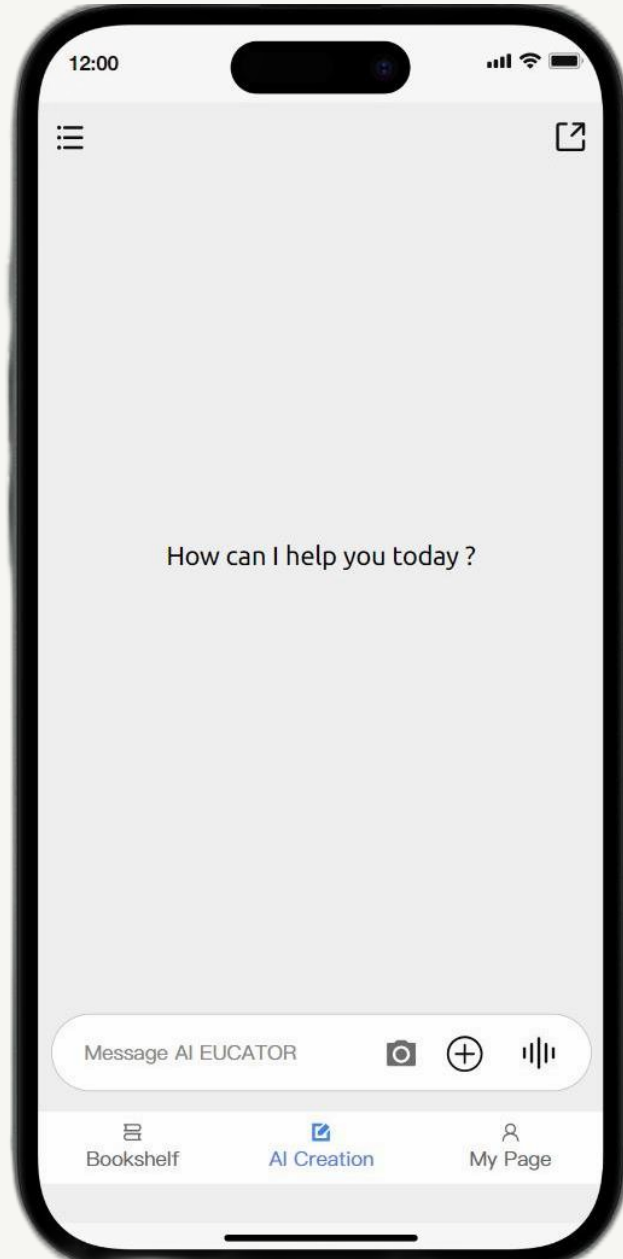 12:00
How can I help you today ?
Message AI EUCATOR
Bookshelf
AI Creation
My Page